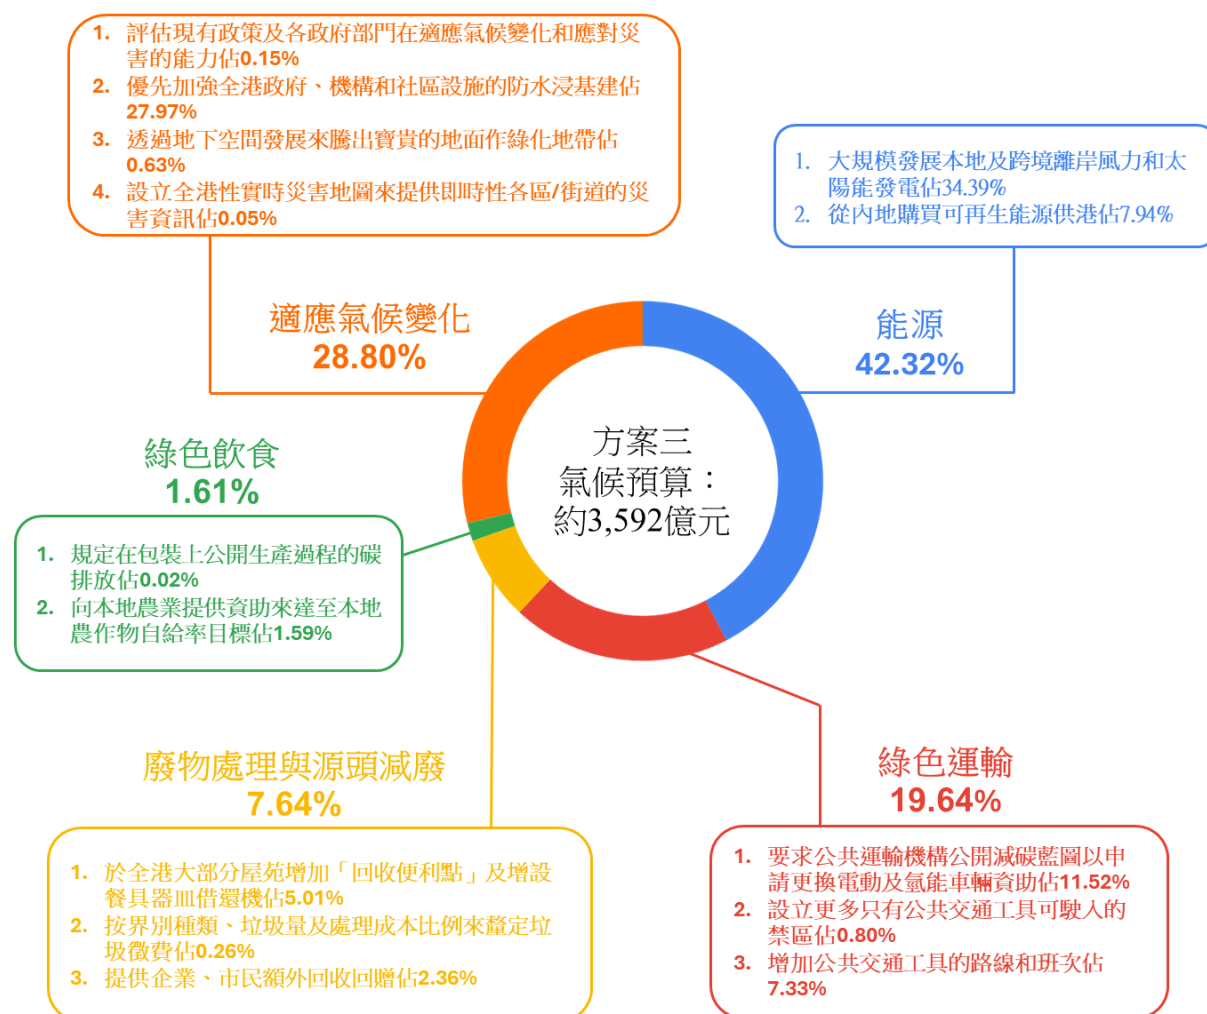 1. 評估現有政策及各政府部門在適應氣候變化和應對災
害的能力佔0.15%
2. 優先加強全港政府、機構和社區設施的防水浸基建佔
27.97%
3. 透過地下空間發展來騰出寶貴的地面作綠化地帶佔
0.63%
4. 設立全港性實時災害地圖來提供即時性各區/街道的災
害資訊佔0.05%
1. 大規模發展本地及跨境離岸風力和太
陽能發電佔34.39%
2. 從內地購買可再生能源供港佔7.94%
適應氣候變化
28.80%
能源
42.32%
方案三
氣候預算：
約3,592億元
綠色飲食
1.61%
1. 規定在包裝上公開生產過程的碳
排放佔0.02%
2. 向本地農業提供資助來達至本地
農作物自給率目標佔1.59%
廢物處理與源頭減廢
7.64%
1. 於全港大部分屋苑增加「回收便利點」及增設
餐具器皿借還機佔5.01%
2. 按界別種類、垃圾量及處理成本比例來釐定垃
圾徵費佔0.26%
3. 提供企業、市民額外回收回贈佔2.36%
綠色運輸
19.64%
1. 要求公共運輸機構公開減碳藍圖以申
請更換電動及氫能車輛資助佔11.52%
2. 設立更多只有公共交通工具可駛入的
禁區佔0.80%
3. 增加公共交通工具的路線和班次佔
7.33%